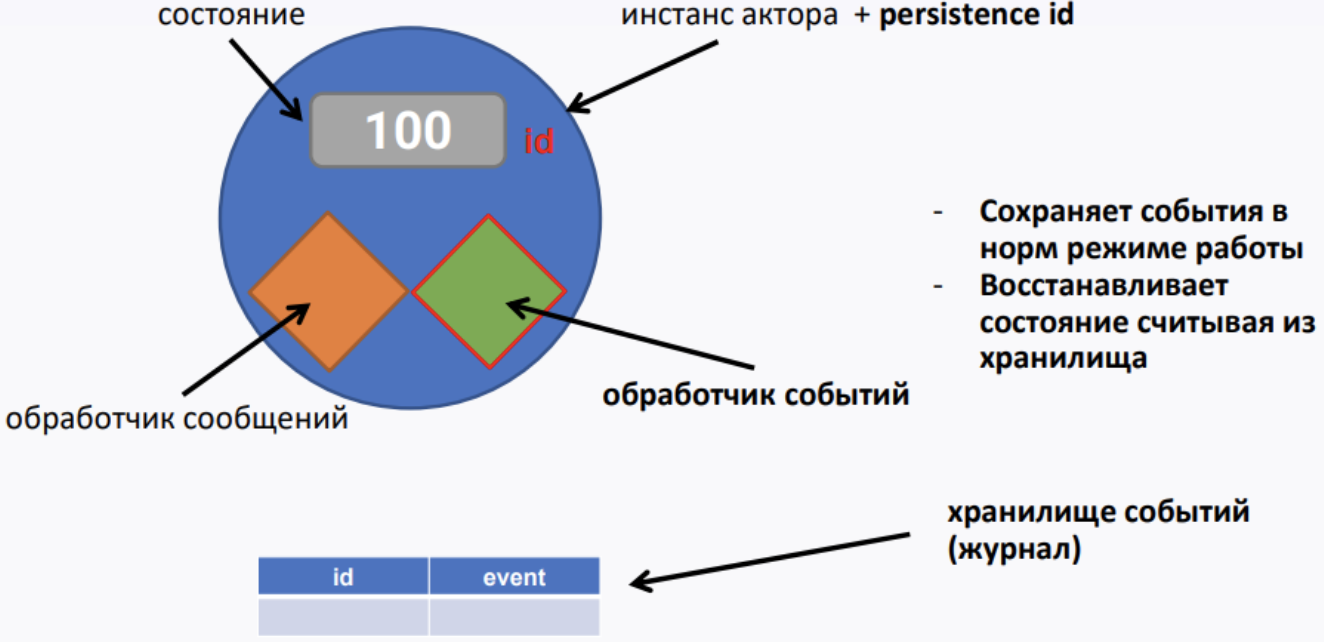 состояние
инстанс актора + persistence id
100
id
- Сохраняет события в
норм режиме работы
- Восстанавливает
состояние считывая из
хранилища
обработчик событий
обработчик сообщений
хранилище событий
(журнал)
id event